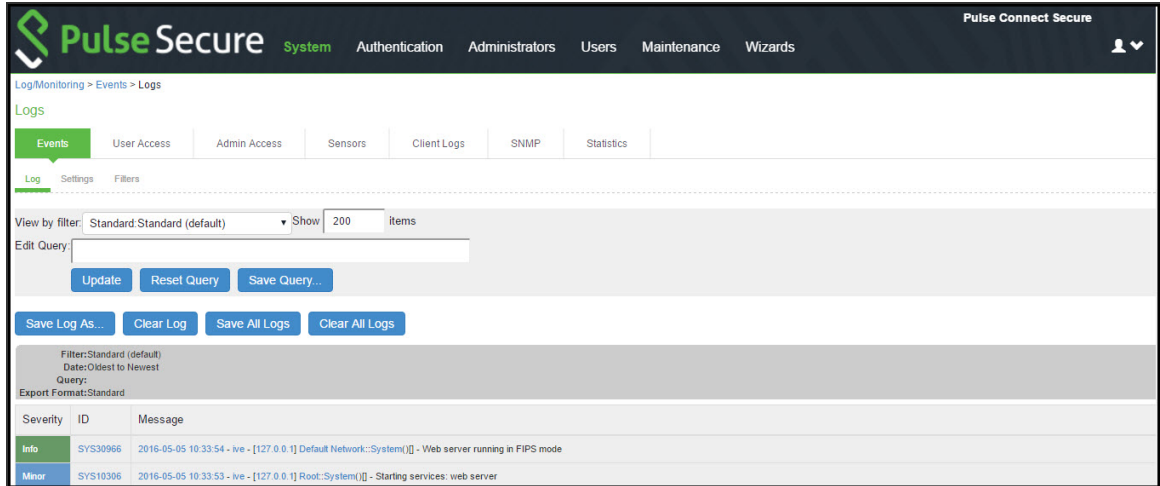 Pulse Connect Secure
Pulse Secure System Authentication Administrators Users Maintenance Wizards
Log/Monitoring > Events > Logs
Logs
Events User Access Admin Access Sensors Client Logs SNMP Statistics
Log Settings Filters
View by filter: Standard:Standard (default) Show 200 items
Edit Query:
Update Reset Query Save Query...
Save Log As... Clear Log Save All Logs Clear All Logs
Filter:Standard (default)
Date:Oldest to Newest
Query:
Export Format:Standard
Severity ID Message
Info SYS30966 2016-05-05 10:33:54 - ive - [127.0.0.1] Default Network::System()[] - Web server running in FIPS mode
Minor SYS10306 2016-05-05 10:33:53 - ive - [127.0.0.1] Root::System()[] - Starting services: web server